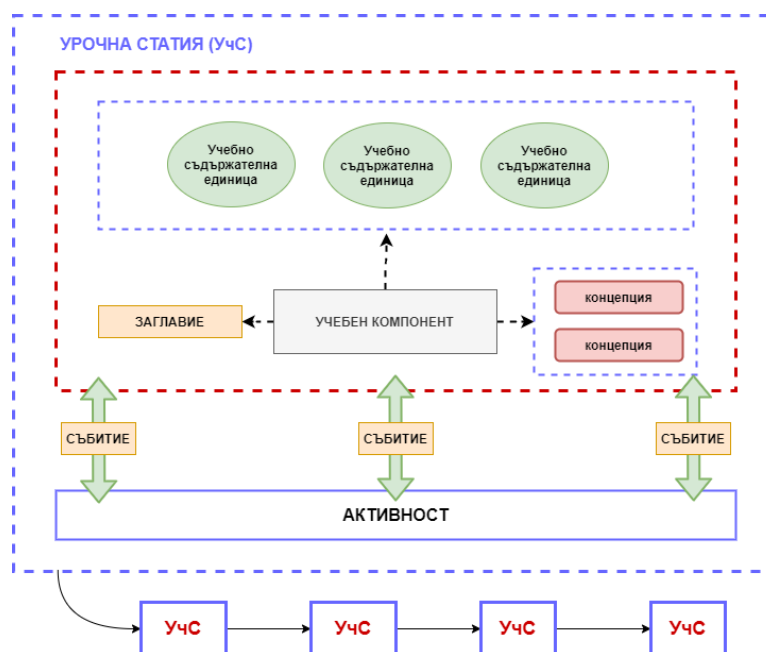 УРОЧНА СТАТИЯ (УчС)
Учебно
съдържателна
единица
Учебно
съдържателна
единица
Учебно
съдържателна
единица
ЗАГЛАВИЕ
УЧЕБЕН КОМПОНЕНТ
концепция
концепция
СЪБИТИЕ
СЪБИТИЕ
СЪБИТИЕ
АКТИВНОСТ
УчС
УчС
УчС
УчС